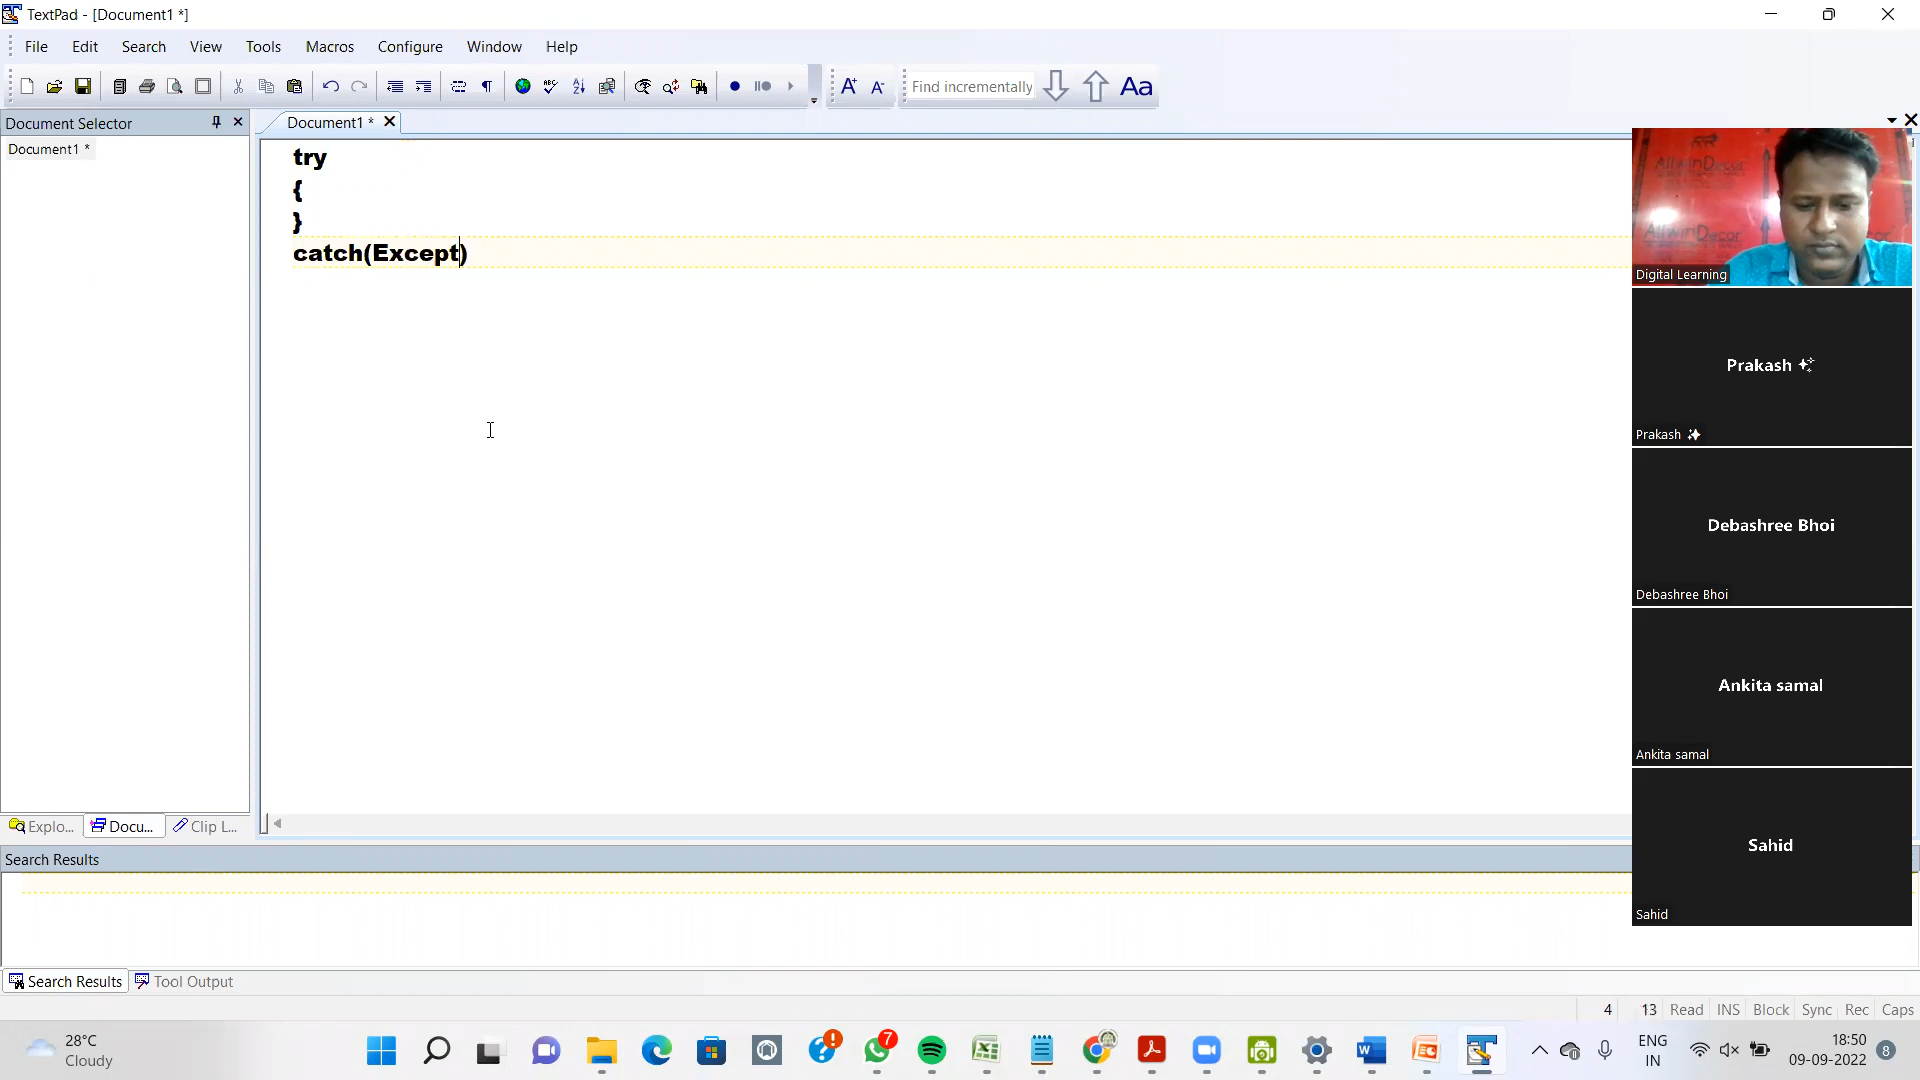 TextPad - [Document1 *]
File Edit Search View Tools Macros Configure Window Help
Find incrementally
Document Selector
Document1 *
Document1 *
try
{
}
catch(Except)
Digital Learning
Prakash
Prakash
Debashree Bhoi
Debashree Bhoi
Ankita samal
Ankita samal
Sahid
Sahid
Explo... Docu... Clip L...
Search Results
Search Results Tool Output
4 13 Read INS Block Sync Rec Caps
28°C
Cloudy
7
ENG
IN
18:50
09-09-2022
8